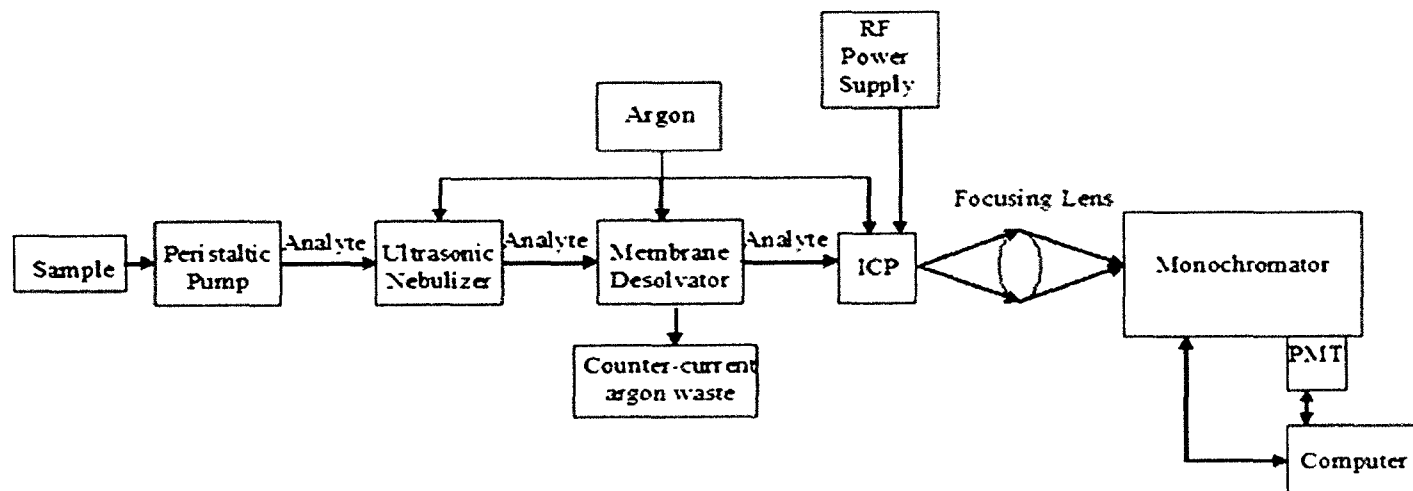 RF
Power
Supply
Argon
Focusing Lens
Sample
Peristaltic
Pump
Analyte
Ultrasonic
Nebulizer
Analyte
Membrane
Desolvator
Analyte
ICP
Monochromator
Counter-current
argon waste
PMT
Computer